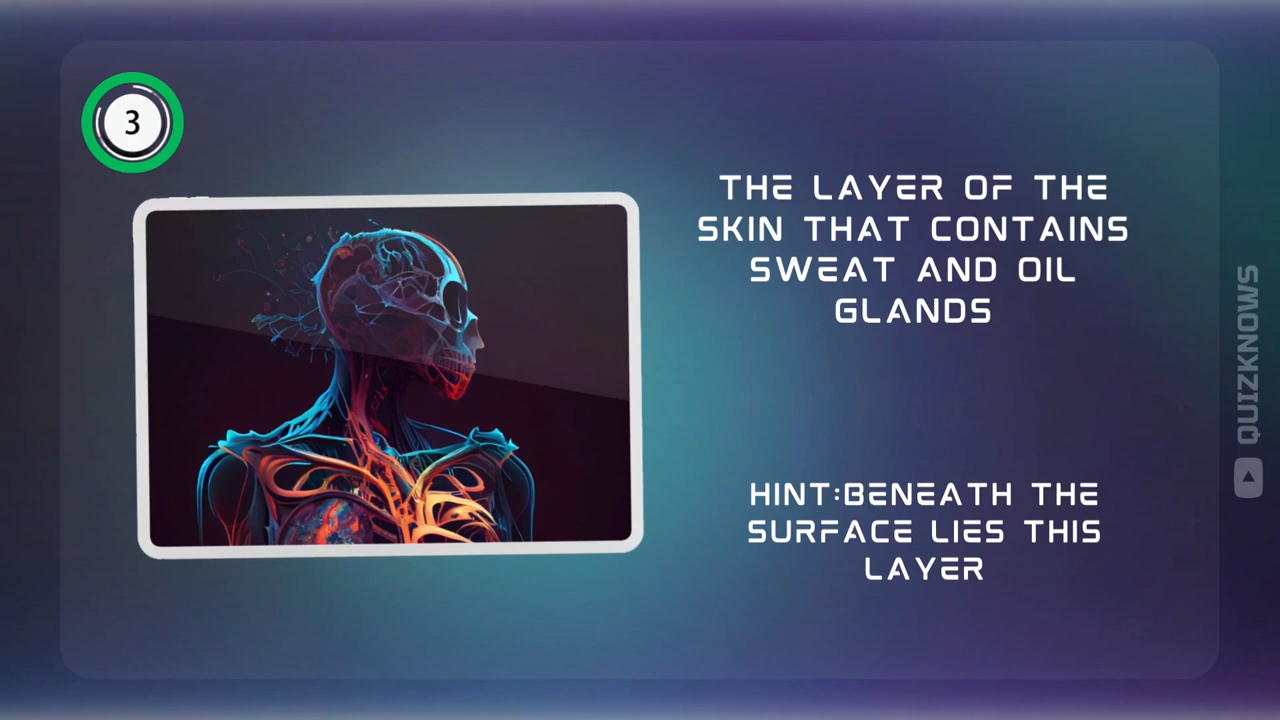 3
THE LAYER OF THE
SKIN THAT CONTAINS
SWEAT AND OIL
GLANDS
HINT:BENEATH THE
SURFACE LIES THIS
LAYER
QUIZKNOWS